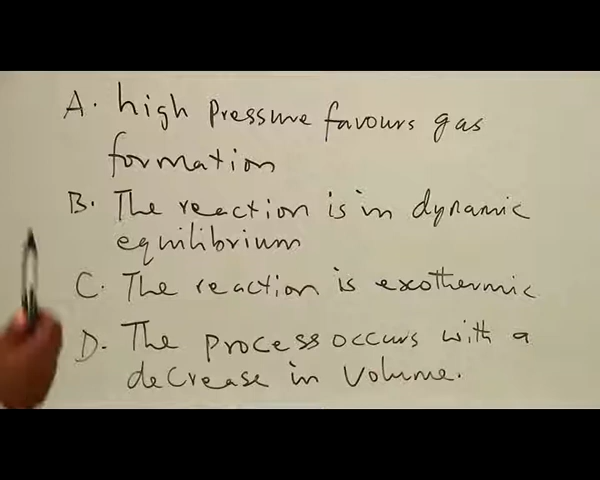 A. high pressure favours gas
formation
B. The reaction is in dynamic
equilibrium
C. The reaction is exothermic
D. The process occurs with a
decrease in volume.